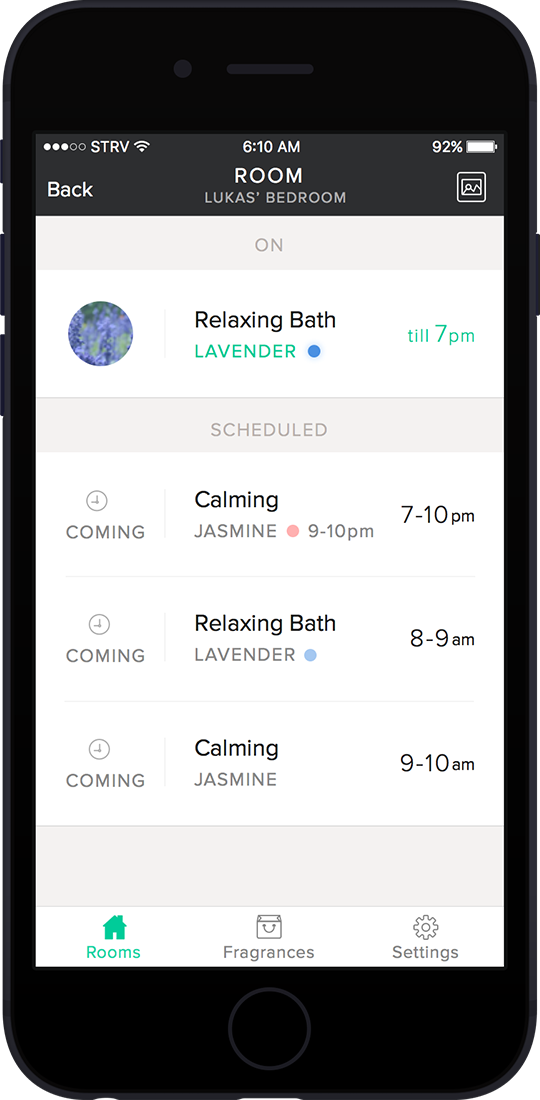 STRV 6:10 AM 92%
Back
ROOM
LUKAS' BEDROOM
ON
Relaxing Bath
LAVENDER
till 7pm
SCHEDULED
COMING
Calming
JASMINE 9-10pm
7-10pm
COMING
Relaxing Bath
LAVENDER
8-9am
COMING
Calming
JASMINE
9-10am
Rooms Fragrances Settings